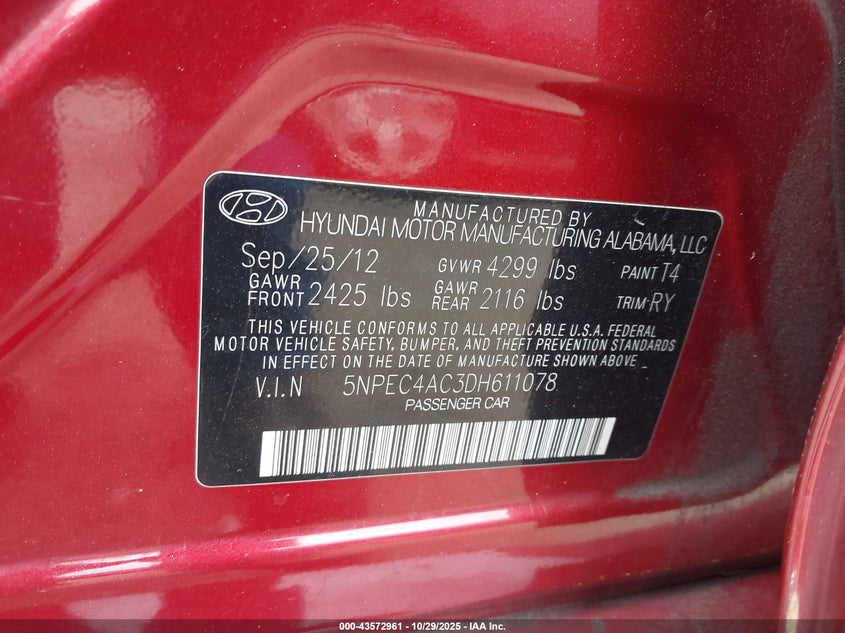 MANUFACTURED BY
HYUNDAI MOTOR MANUFACTURING ALABAMA, LLC
Sep/25/12 GVWR 4299 lbs PAINT T4
GAWR FRONT 2425 lbs GAWR REAR 2116 lbs TRIM RY
THIS VEHICLE CONFORMS TO ALL APPLICABLE U.S.A. FEDERAL
MOTOR VEHICLE SAFETY, BUMPER, AND THEFT PREVENTION STANDARDS
IN EFFECT ON THE DATE OF MANUFACTURE SHOWN ABOVE
V.I.N 5NPEC4AC3DH611078
PASSENGER CAR
000-43572961 - 10/29/2025 - IAA Inc.